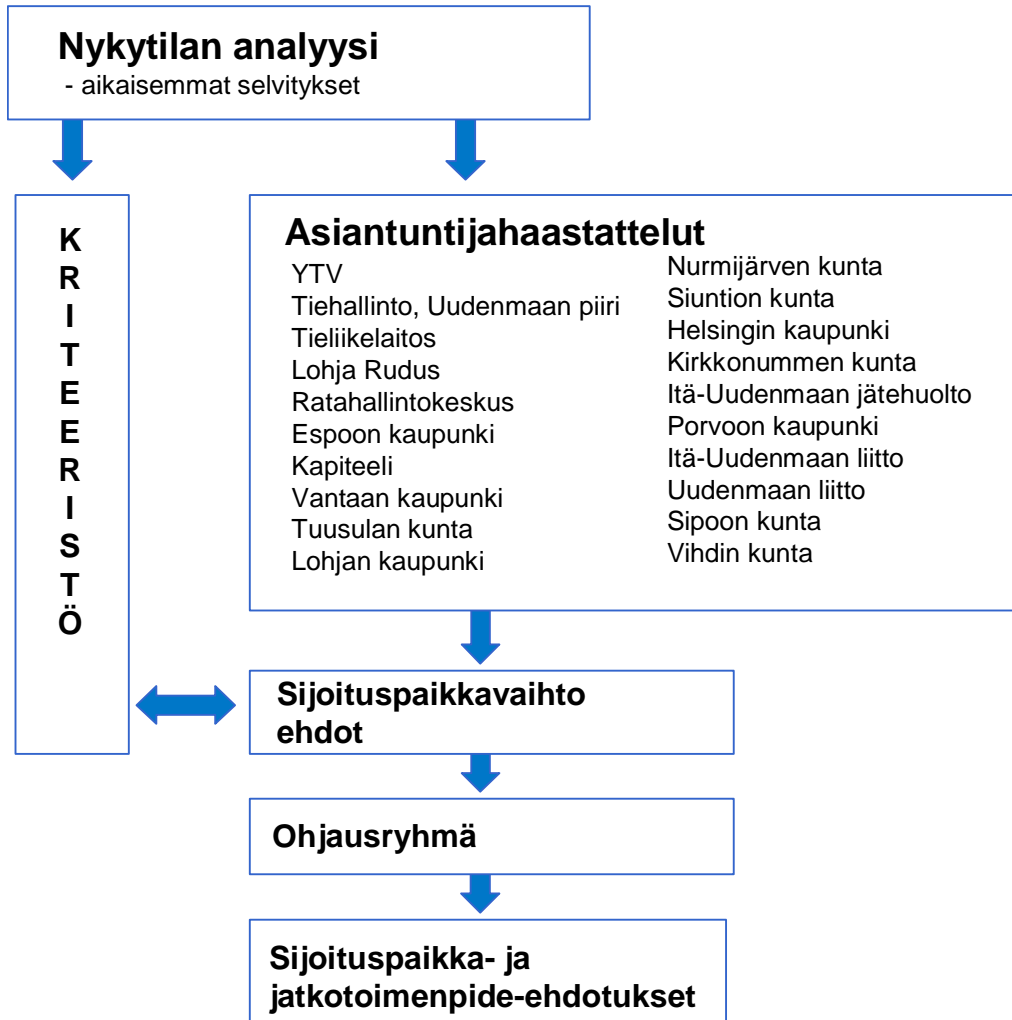 Nykytilan analyysi
- aikaisemmat selvitykset
K
R
I
T
E
E
R
I
S
T
Ö
Asiantuntijahaastattelut
YTV
Tiehallinto, Uudenmaan piiri
Tieliikelaitos
Lohja Rudus
Ratahallintokeskus
Espoon kaupunki
Kapiteeli
Vantaan kaupunki
Tuusulan kunta
Lohjan kaupunki
Nurmijärven kunta
Siuntion kunta
Helsingin kaupunki
Kirkkonummen kunta
Itä-Uudenmaan jätehuolto
Porvoon kaupunki
Itä-Uudenmaan liitto
Uudenmaan liitto
Sipoon kunta
Vihdin kunta
Sijoituspaikkavaihto
ehdot
Ohjausryhmä
Sijoituspaikka- ja
jatkotoimenpide-ehdotukset